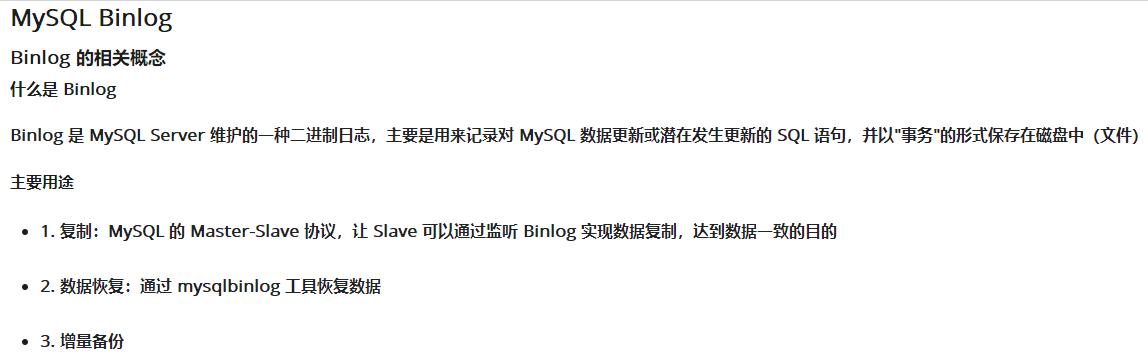 MySQL Binlog
Binlog 的相关概念
什么是 Binlog
Binlog 是 MySQL Server 维护的一种二进制日志，主要是用来记录对 MySQL 数据更新或潜在发生更新的 SQL 语句，并以"事务"的形式保存在磁盘中（文件）
主要用途
• 1. 复制：MySQL 的 Master-Slave 协议，让 Slave 可以通过监听 Binlog 实现数据复制，达到数据一致的目的
• 2. 数据恢复：通过 mysqlbinlog 工具恢复数据
• 3. 增量备份